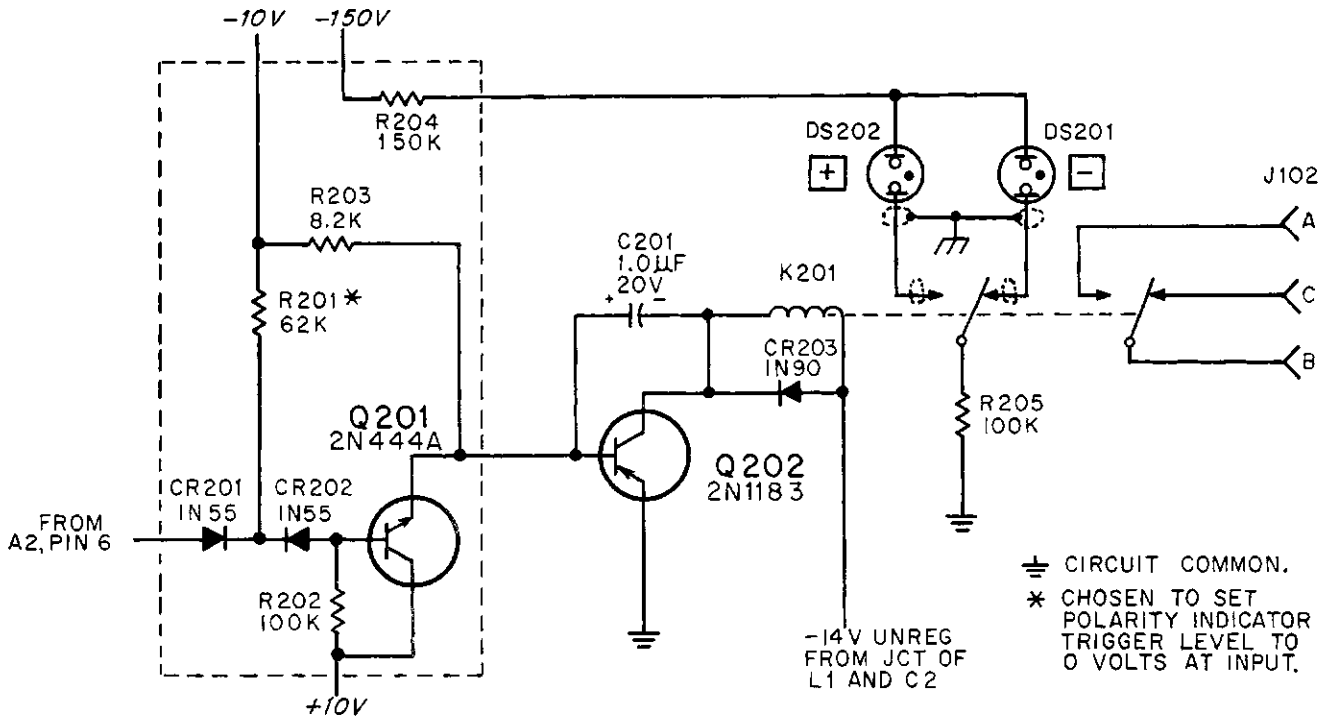 -10V
-150V
R204
150K
DS202
DS201
+
-
J102
R203
8.2K
C201
1.0µF
20V
+ -
K201
A
R201 *
62K
C
CR203
1N90
B
Q201
2N444A
R205
100K
Q202
2N1183
CR201
1N55
CR202
1N55
FROM
A2, PIN 6
R202
100K
CIRCUIT COMMON.
* CHOSEN TO SET
POLARITY INDICATOR
TRIGGER LEVEL TO
0 VOLTS AT INPUT.
-14V UNREG
FROM JCT OF
L1 AND C2
+10V